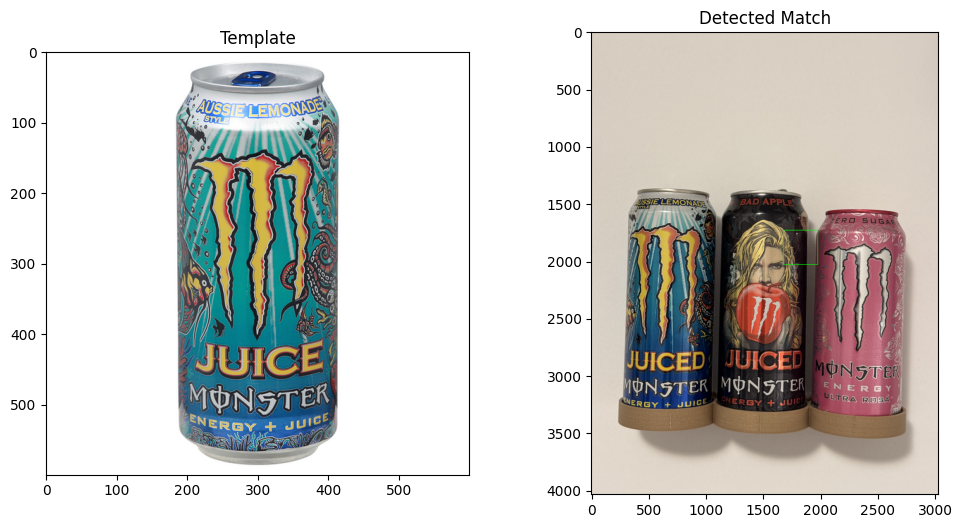 Template
Detected Match
0
100
200
300
400
500
0
100
200
300
400
500
AUSSIE LEMONADE
STYLE
JUICE
MONSTER
ENERGY + JUICE
0
500
1000
1500
2000
2500
3000
3500
4000
0
500
1000
1500
2000
2500
3000
AUSSIE LEMONADE
JUICED
MONSTER
ENERGY + JUICE
BAD APPLE
JUICED
MONSTER
ENERGY + JUICE
ZERO SUGAR
MONSTER
ENERGY
ULTRA ROSA